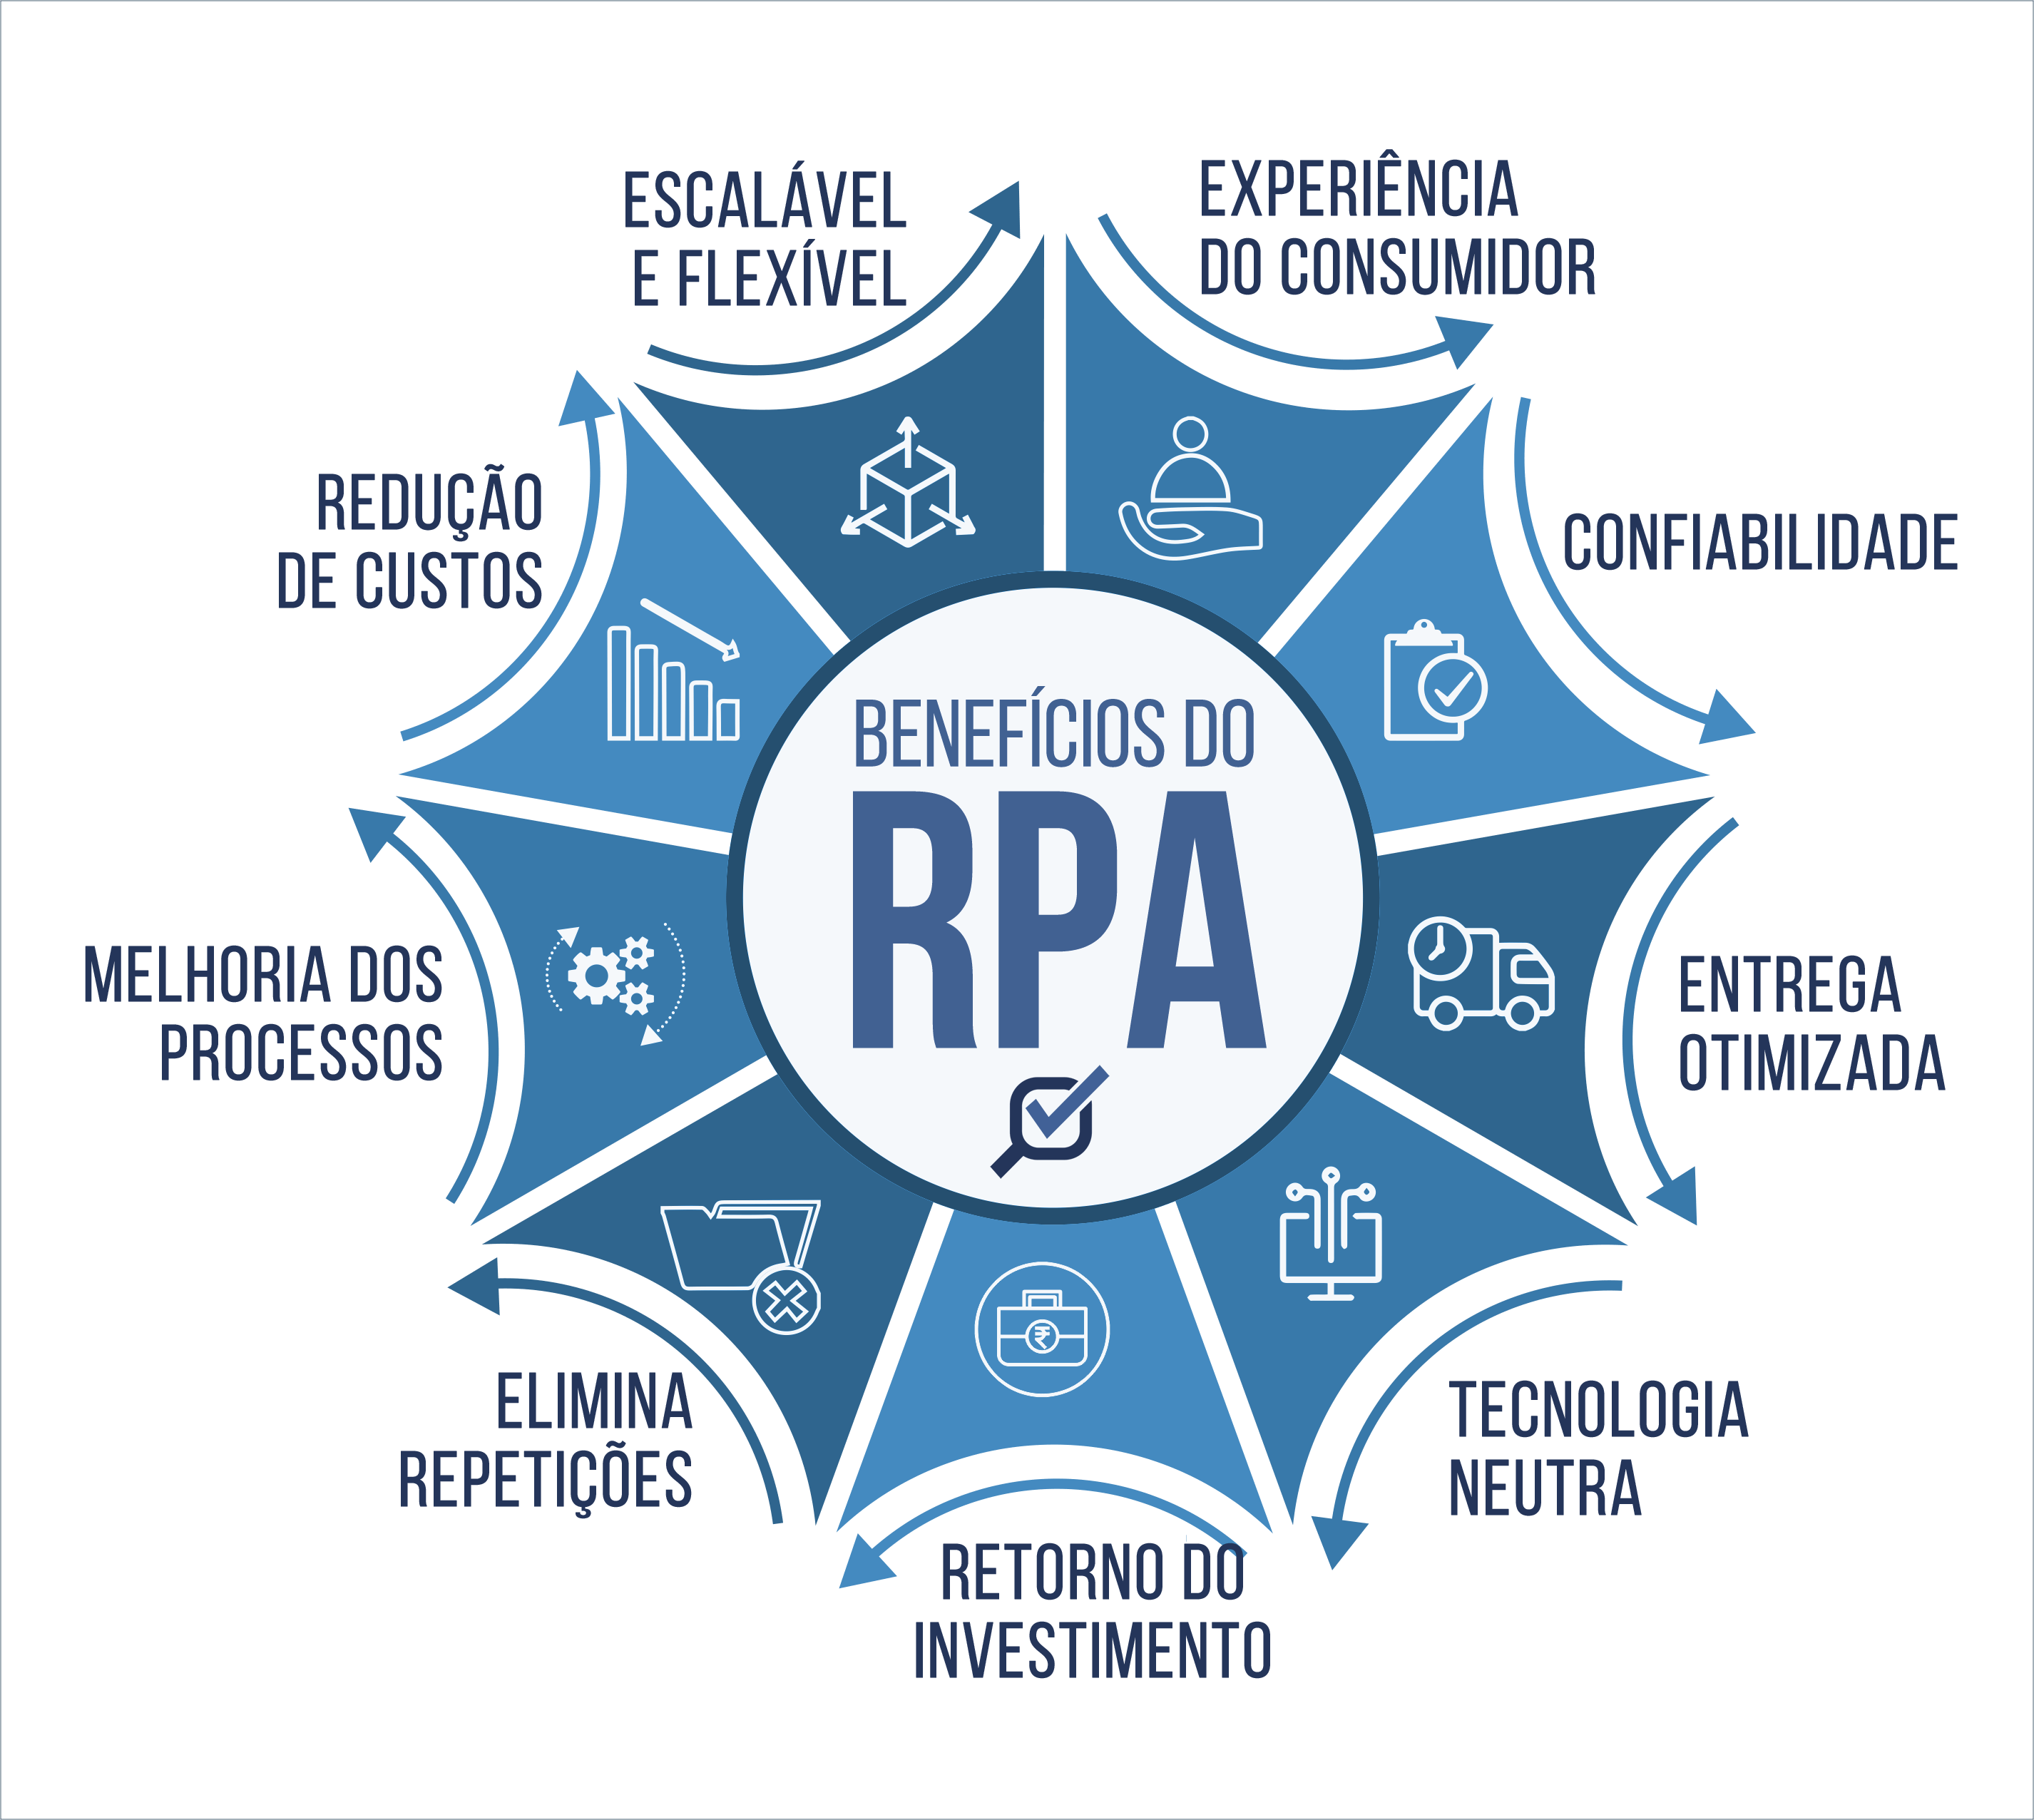 ESCALÁVEL
E FLEXÍVEL
EXPERIÊNCIA
DO CONSUMIDOR
REDUÇÃO
DE CUSTOS
CONFIABILIDADE
BENEFÍCIOS DO
RPA
MELHORIA DOS
PROCESSOS
ENTREGA
OTIMIZADA
ELIMINA
REPETIÇÕES
TECNOLOGIA
NEUTRA
RETORNO DO
INVESTIMENTO